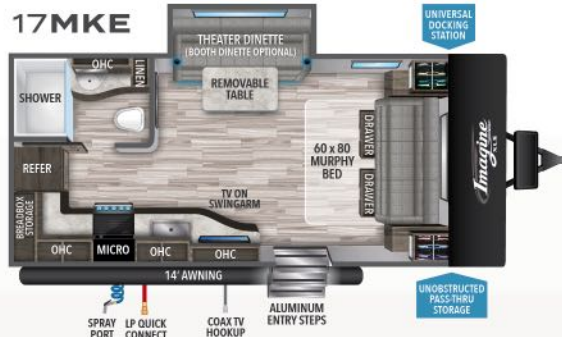 17MKE
UNIVERSAL
DOCKING
STATION
THEATER DINETTE
(BOOTH DINETTE OPTIONAL)
OHC
LINEN
SHOWER
REMOVABLE
TABLE
REFER
60 x 80
MURPHY
BED
DRAWER
DRAWER
Imagine
XLS
BREADBOX
STORAGE
TV ON
SWINGARM
OHC
MICRO
OHC
OHC
14' AWNING
SPRAY
PORT
LP QUICK
CONNECT
COAX TV
HOOKUP
ALUMINUM
ENTRY STEPS
UNOBSTRUCTED
PASS-THRU
STORAGE